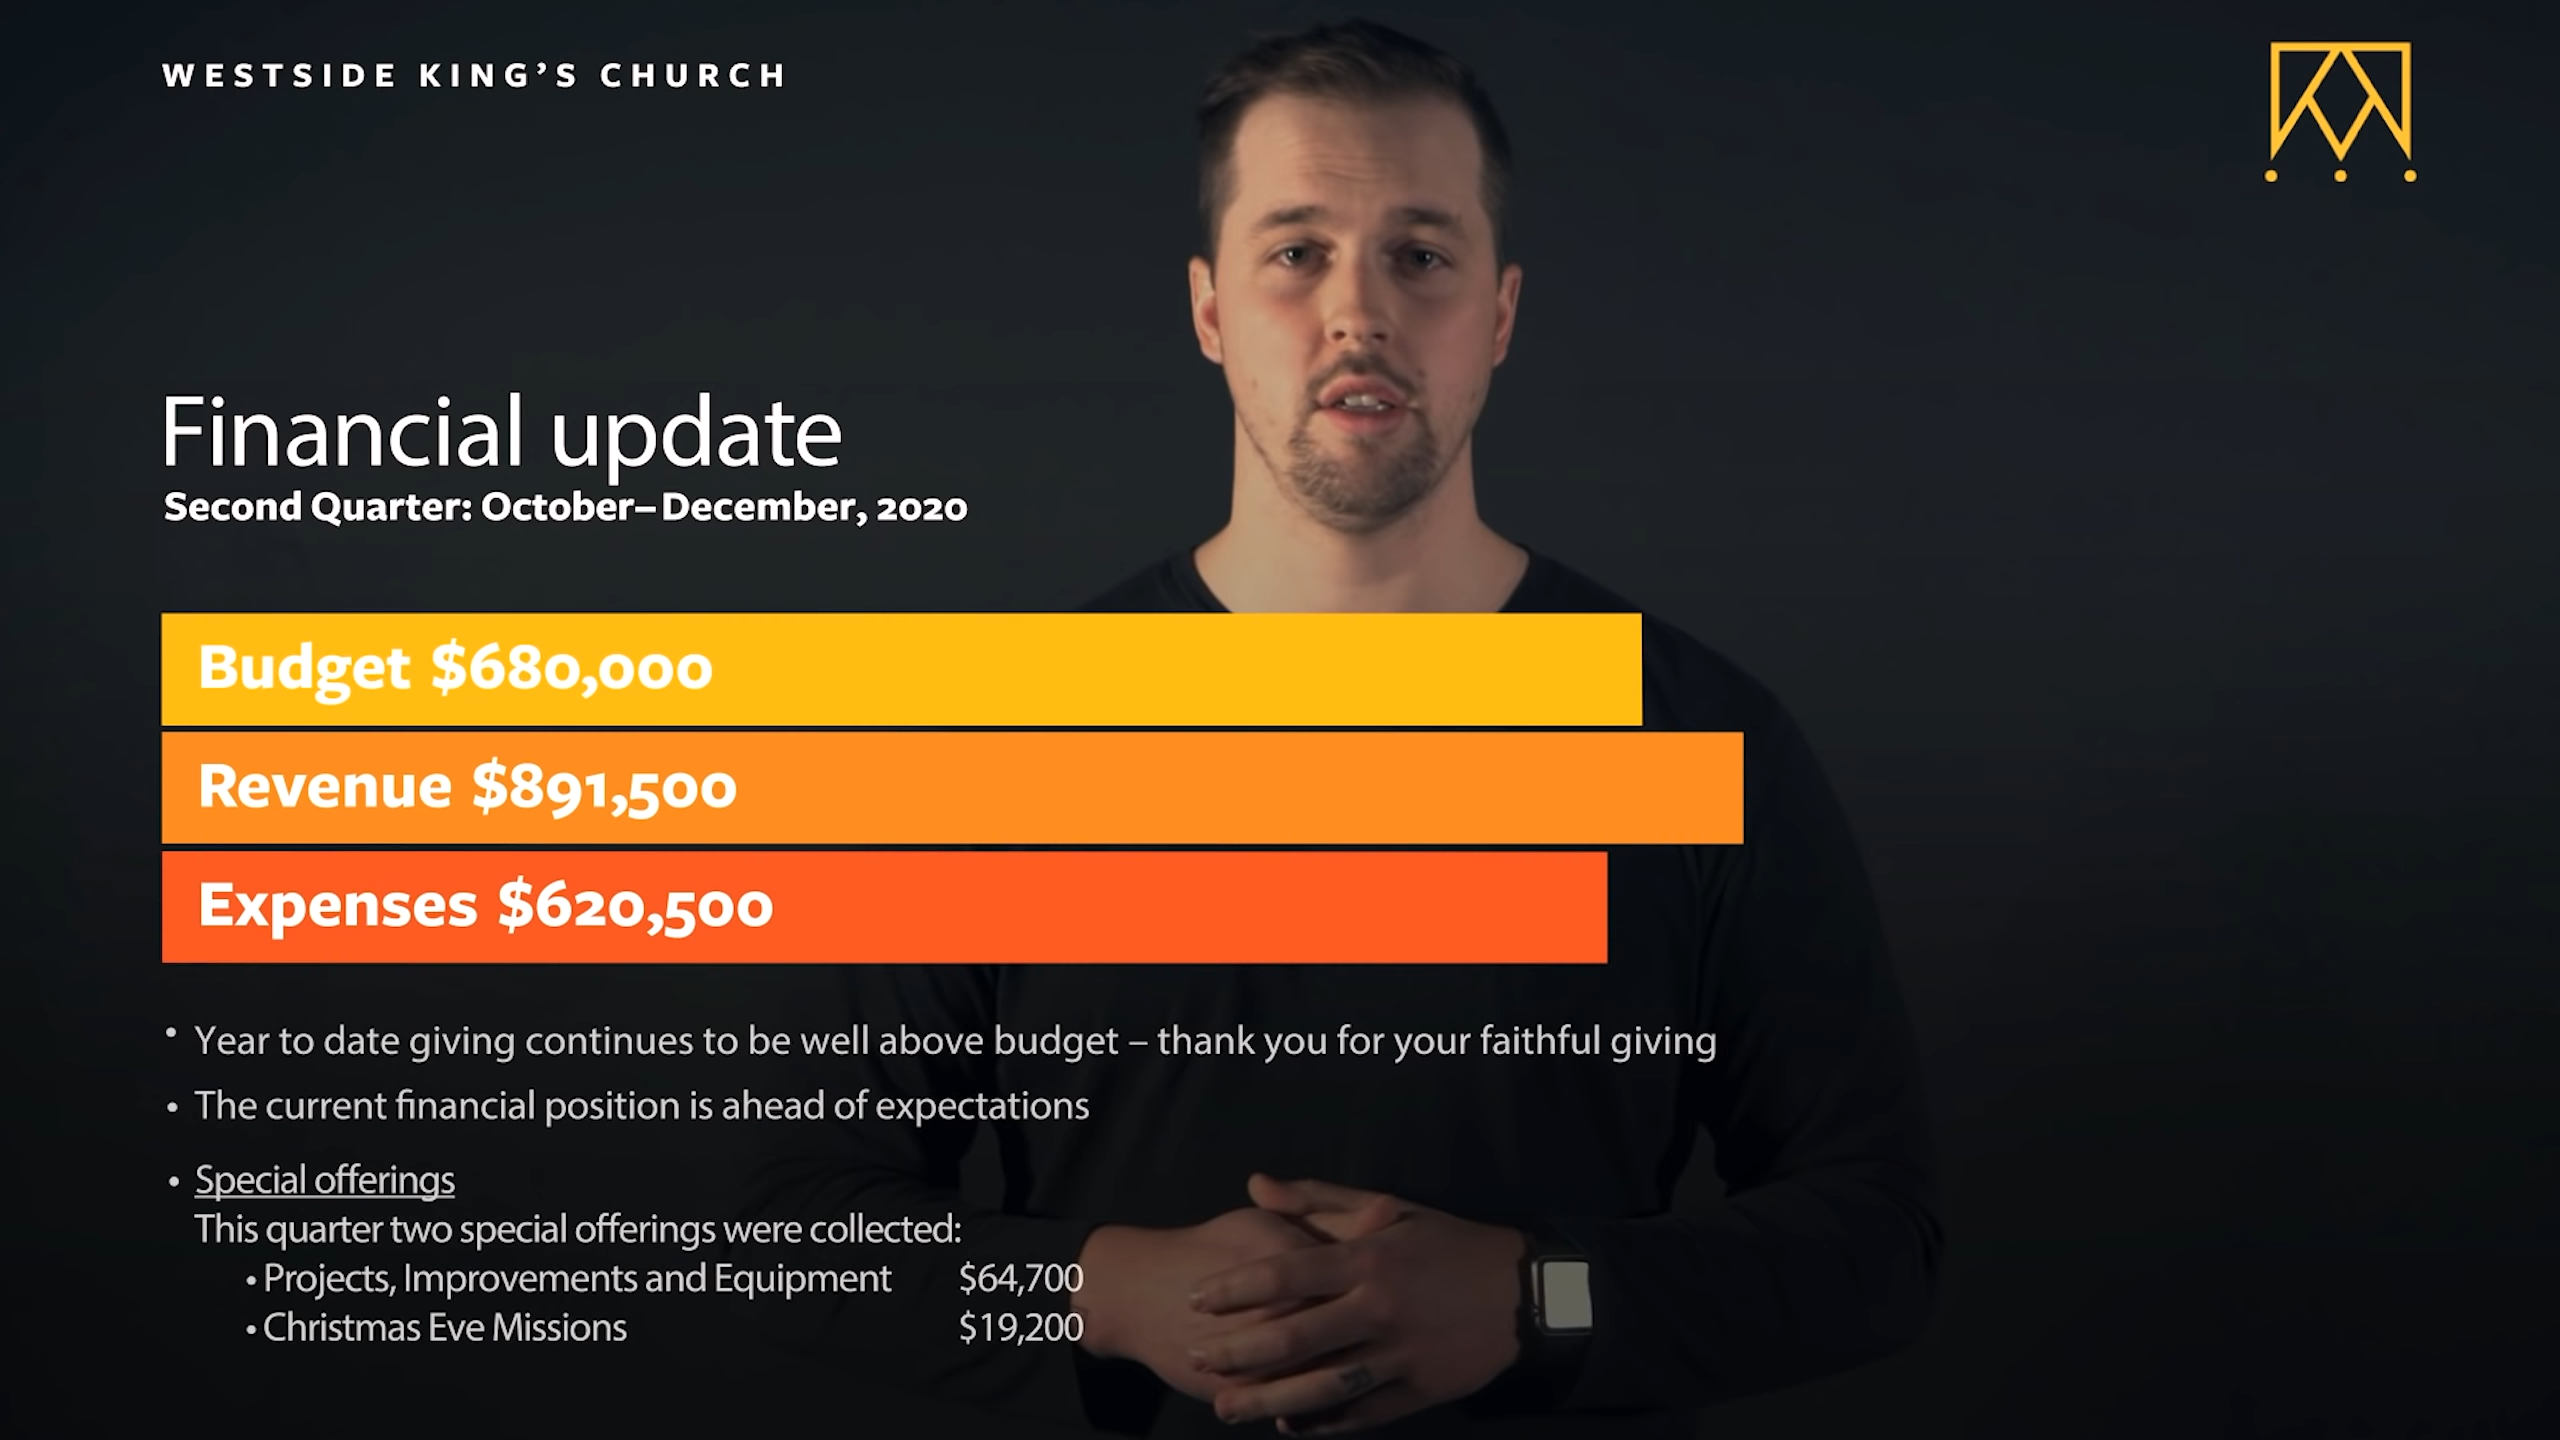 WESTSIDE KING’S CHURCH
Financial update
Second Quarter: October–December, 2020
Budget $680,000
Revenue $891,500
Expenses $620,500
• Year to date giving continues to be well above budget – thank you for your faithful giving
• The current financial position is ahead of expectations
• Special offerings
This quarter two special offerings were collected:
• Projects, Improvements and Equipment $64,700
• Christmas Eve Missions $19,200